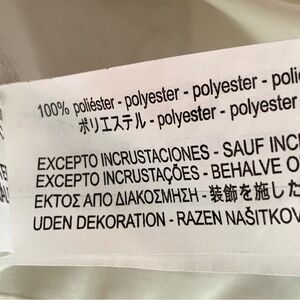 100% poliéster - polyester - polyester - poli
ポリエステル - polyester - polyester
EXCEPTO INCRUSTACIONES - SAUF INC
EXCEPTO INCRUSTAÇÕES - BEHALVE O
ΕΚΤΟΣ ΑΠΟ ΔΙΑΚΟΣΜΗΣΗ - 装飾を施した
UDEN DEKORATION - RAZEN NAŠITKOV